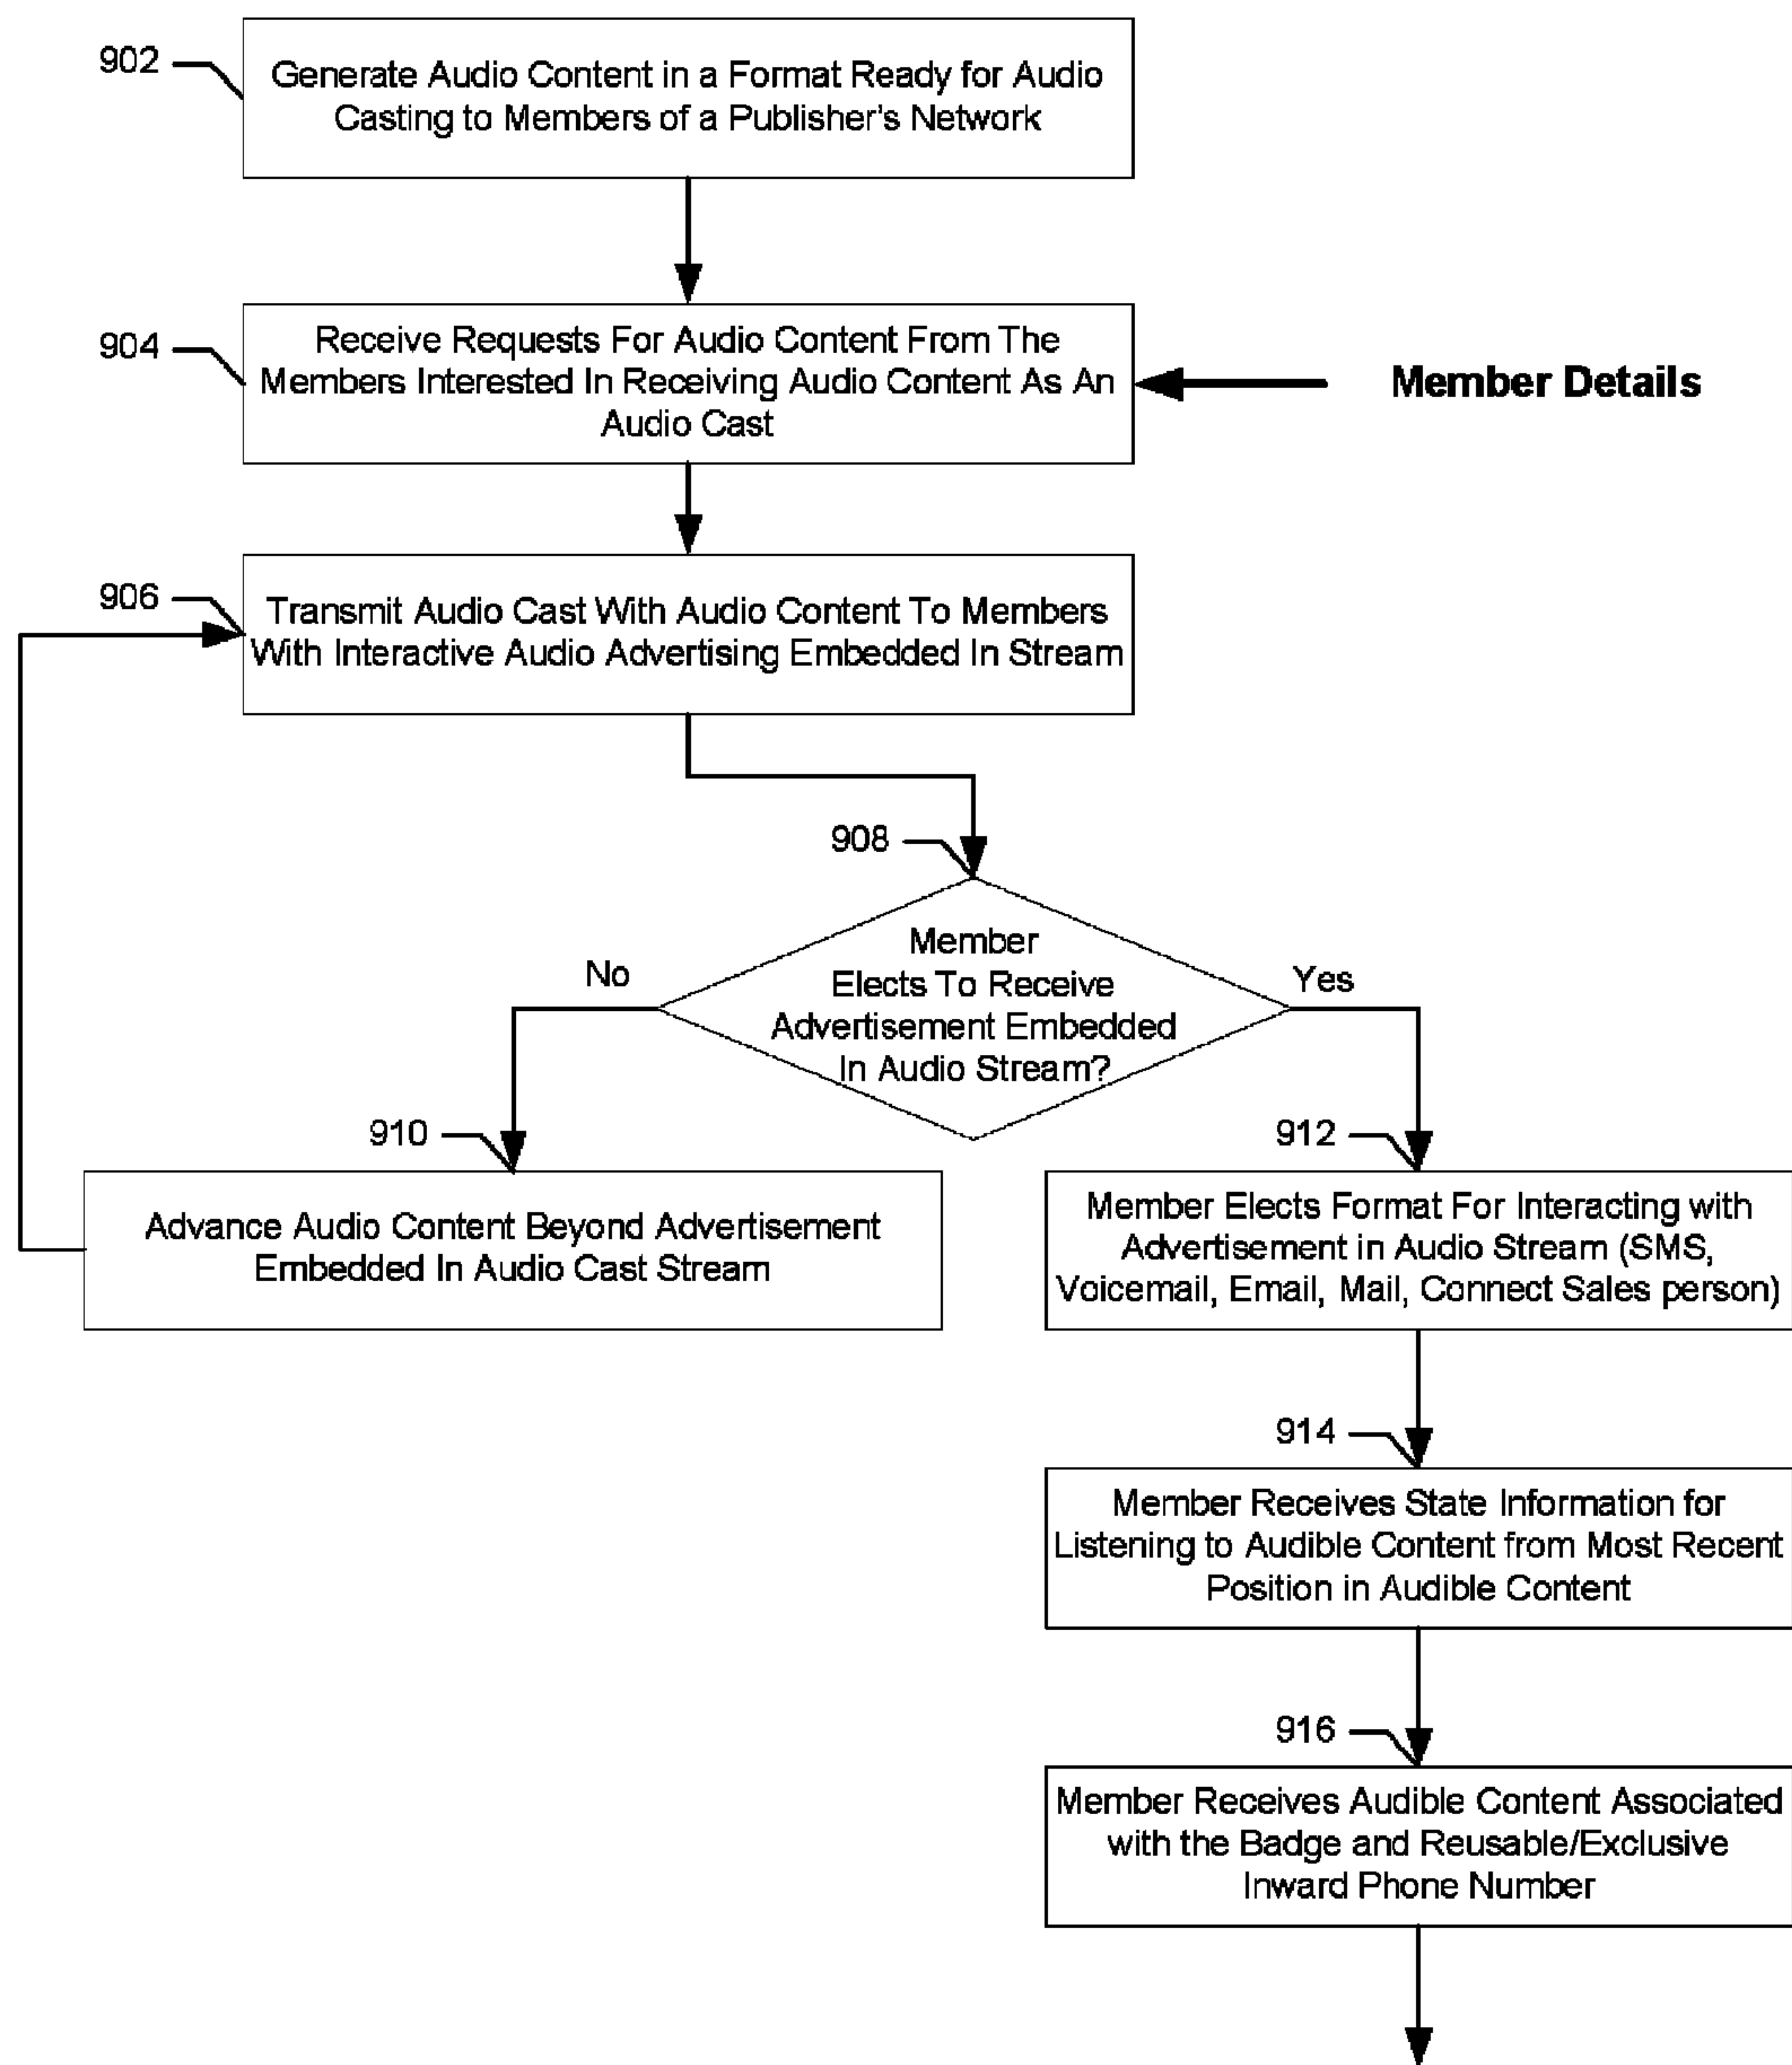 902
Generate Audio Content in a Format Ready for Audio
Casting to Members of a Publisher's Network
904
Receive Requests For Audio Content From The
Members Interested In Receiving Audio Content As An
Audio Cast
Member Details
906
Transmit Audio Cast With Audio Content To Members
With Interactive Audio Advertising Embedded In Stream
908
Member
Elects To Receive
Advertisement Embedded
In Audio Stream?
No
Yes
910
Advance Audio Content Beyond Advertisement
Embedded In Audio Cast Stream
912
Member Elects Format For Interacting with
Advertisement in Audio Stream (SMS,
Voicemail, Email, Mail, Connect Sales person)
914
Member Receives State Information for
Listening to Audible Content from Most Recent
Position in Audible Content
916
Member Receives Audible Content Associated
with the Badge and Reusable/Exclusive
Inward Phone Number